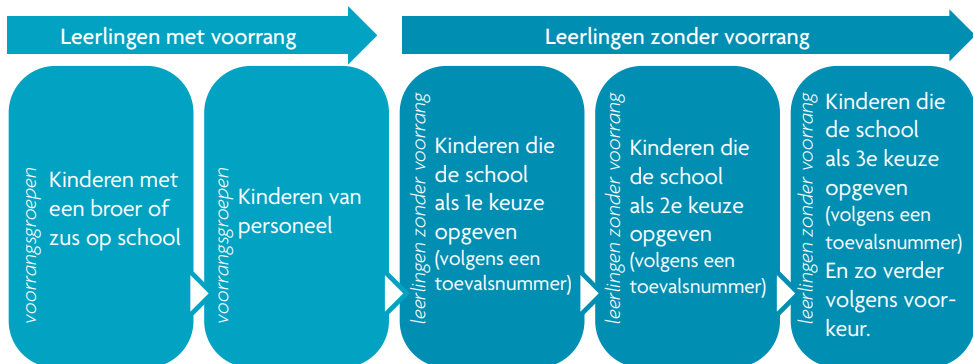 Leerlingen met voorrang
Leerlingen zonder voorrang
voorrangsgroepen
Kinderen met
een broer of
zus op school
voorrangsgroepen
Kinderen van
personeel
leerlingen zonder voorrang
Kinderen die
de school
als 1e keuze
opgeven
(volgens een
toevalsnummer)
leerlingen zonder voorrang
Kinderen die
de school
als 2e keuze
opgeven
(volgens een
toevalsnummer)
leerlingen zonder voorrang
Kinderen die
de school
als 3e keuze
opgeven
(volgens een
toevalsnummer)
En zo verder
volgens voor-
keur.